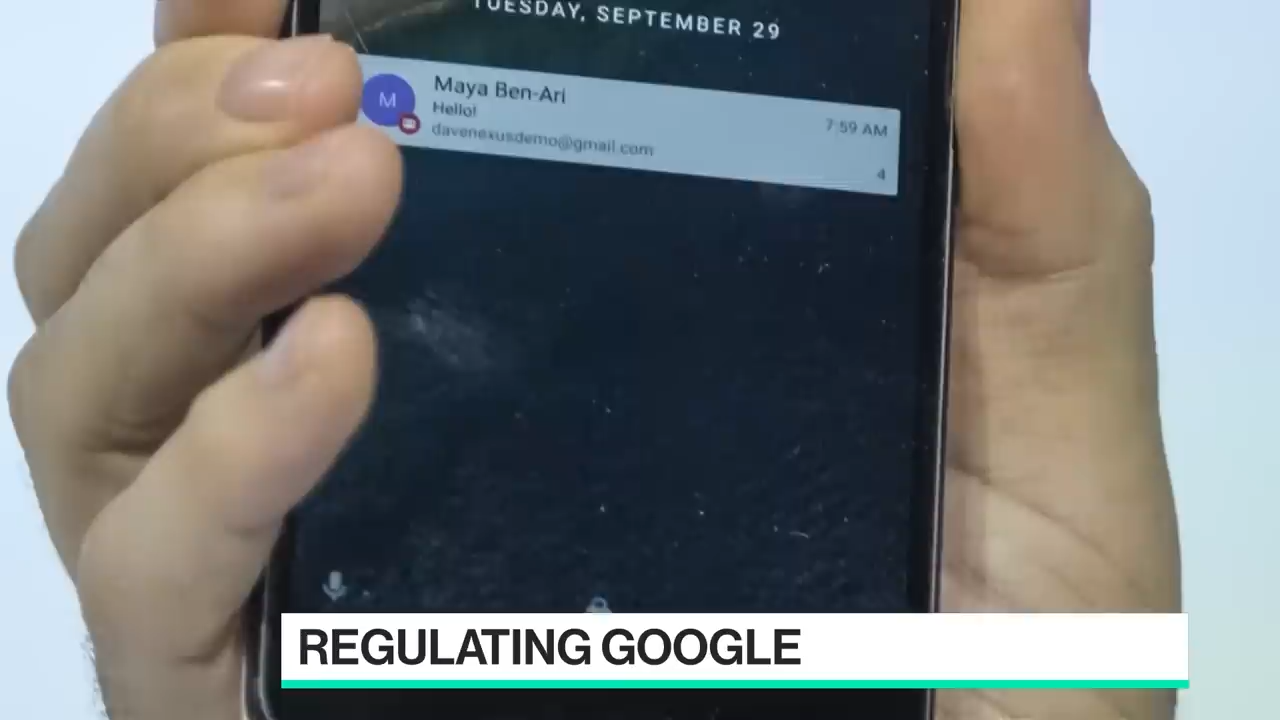 TUESDAY, SEPTEMBER 29
M
Maya Ben-Ari
7:59 AM
Hello!
davenexusdemo@gmail.com
4
REGULATING GOOGLE